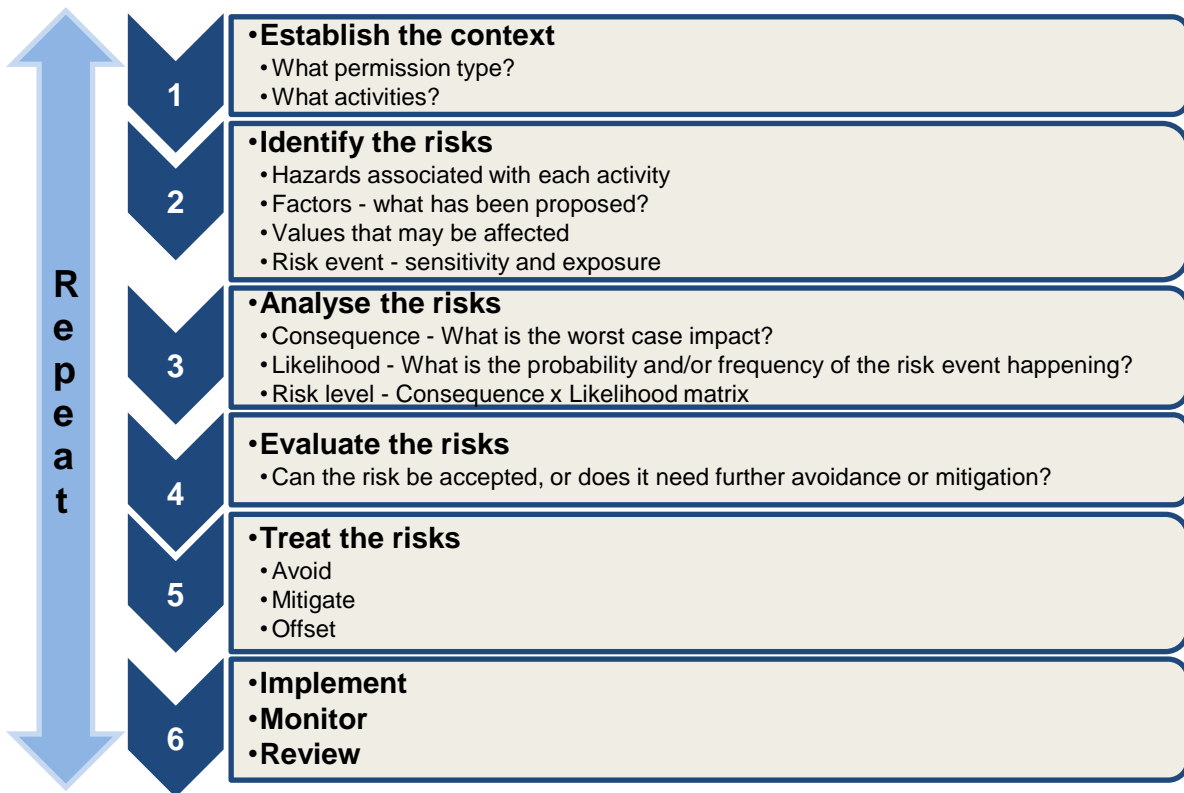 Repeat
1
•Establish the context
•What permission type?
•What activities?
2
•Identify the risks
•Hazards associated with each activity
•Factors - what has been proposed?
•Values that may be affected
•Risk event - sensitivity and exposure
3
•Analyse the risks
•Consequence - What is the worst case impact?
•Likelihood - What is the probability and/or frequency of the risk event happening?
•Risk level - Consequence x Likelihood matrix
4
•Evaluate the risks
•Can the risk be accepted, or does it need further avoidance or mitigation?
5
•Treat the risks
•Avoid
•Mitigate
•Offset
6
•Implement
•Monitor
•Review